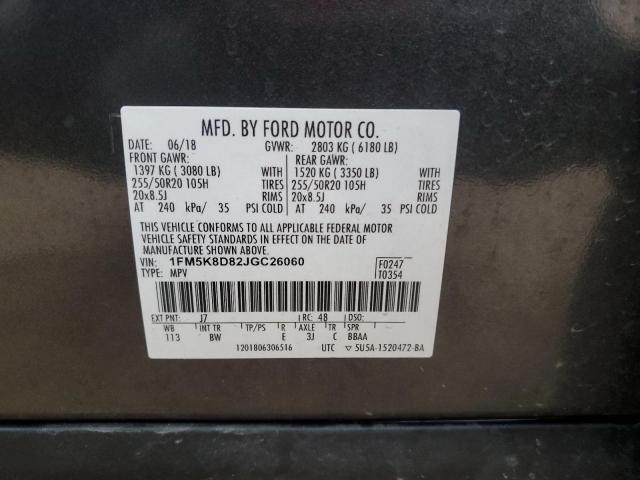 MFD. BY FORD MOTOR CO.
DATE: 06/18 GVWR: 2803 KG ( 6180 LB)
FRONT GAWR: REAR GAWR:
1397 KG ( 3080 LB) WITH 1520 KG ( 3350 LB) WITH
255/50R20 105H TIRES 255/50R20 105H TIRES
20x8.5J RIMS 20x8.5J RIMS
AT 240 kPa/ 35 PSI COLD AT 240 kPa/ 35 PSI COLD
THIS VEHICLE CONFORMS TO ALL APPLICABLE FEDERAL MOTOR
VEHICLE SAFETY STANDARDS IN EFFECT ON THE DATE OF
MANUFACTURE SHOWN ABOVE.
VIN: 1FM5K8D82JGC26060 F0247
TYPE: MPV T0354
EXT PNT: J7 RC: 48 DSO:
WB INT TR TP/PS R AXLE TR SPR
113 BW E 3J C BBAA
1201806306516 UTC ▽ 5U5A-1520472-BA